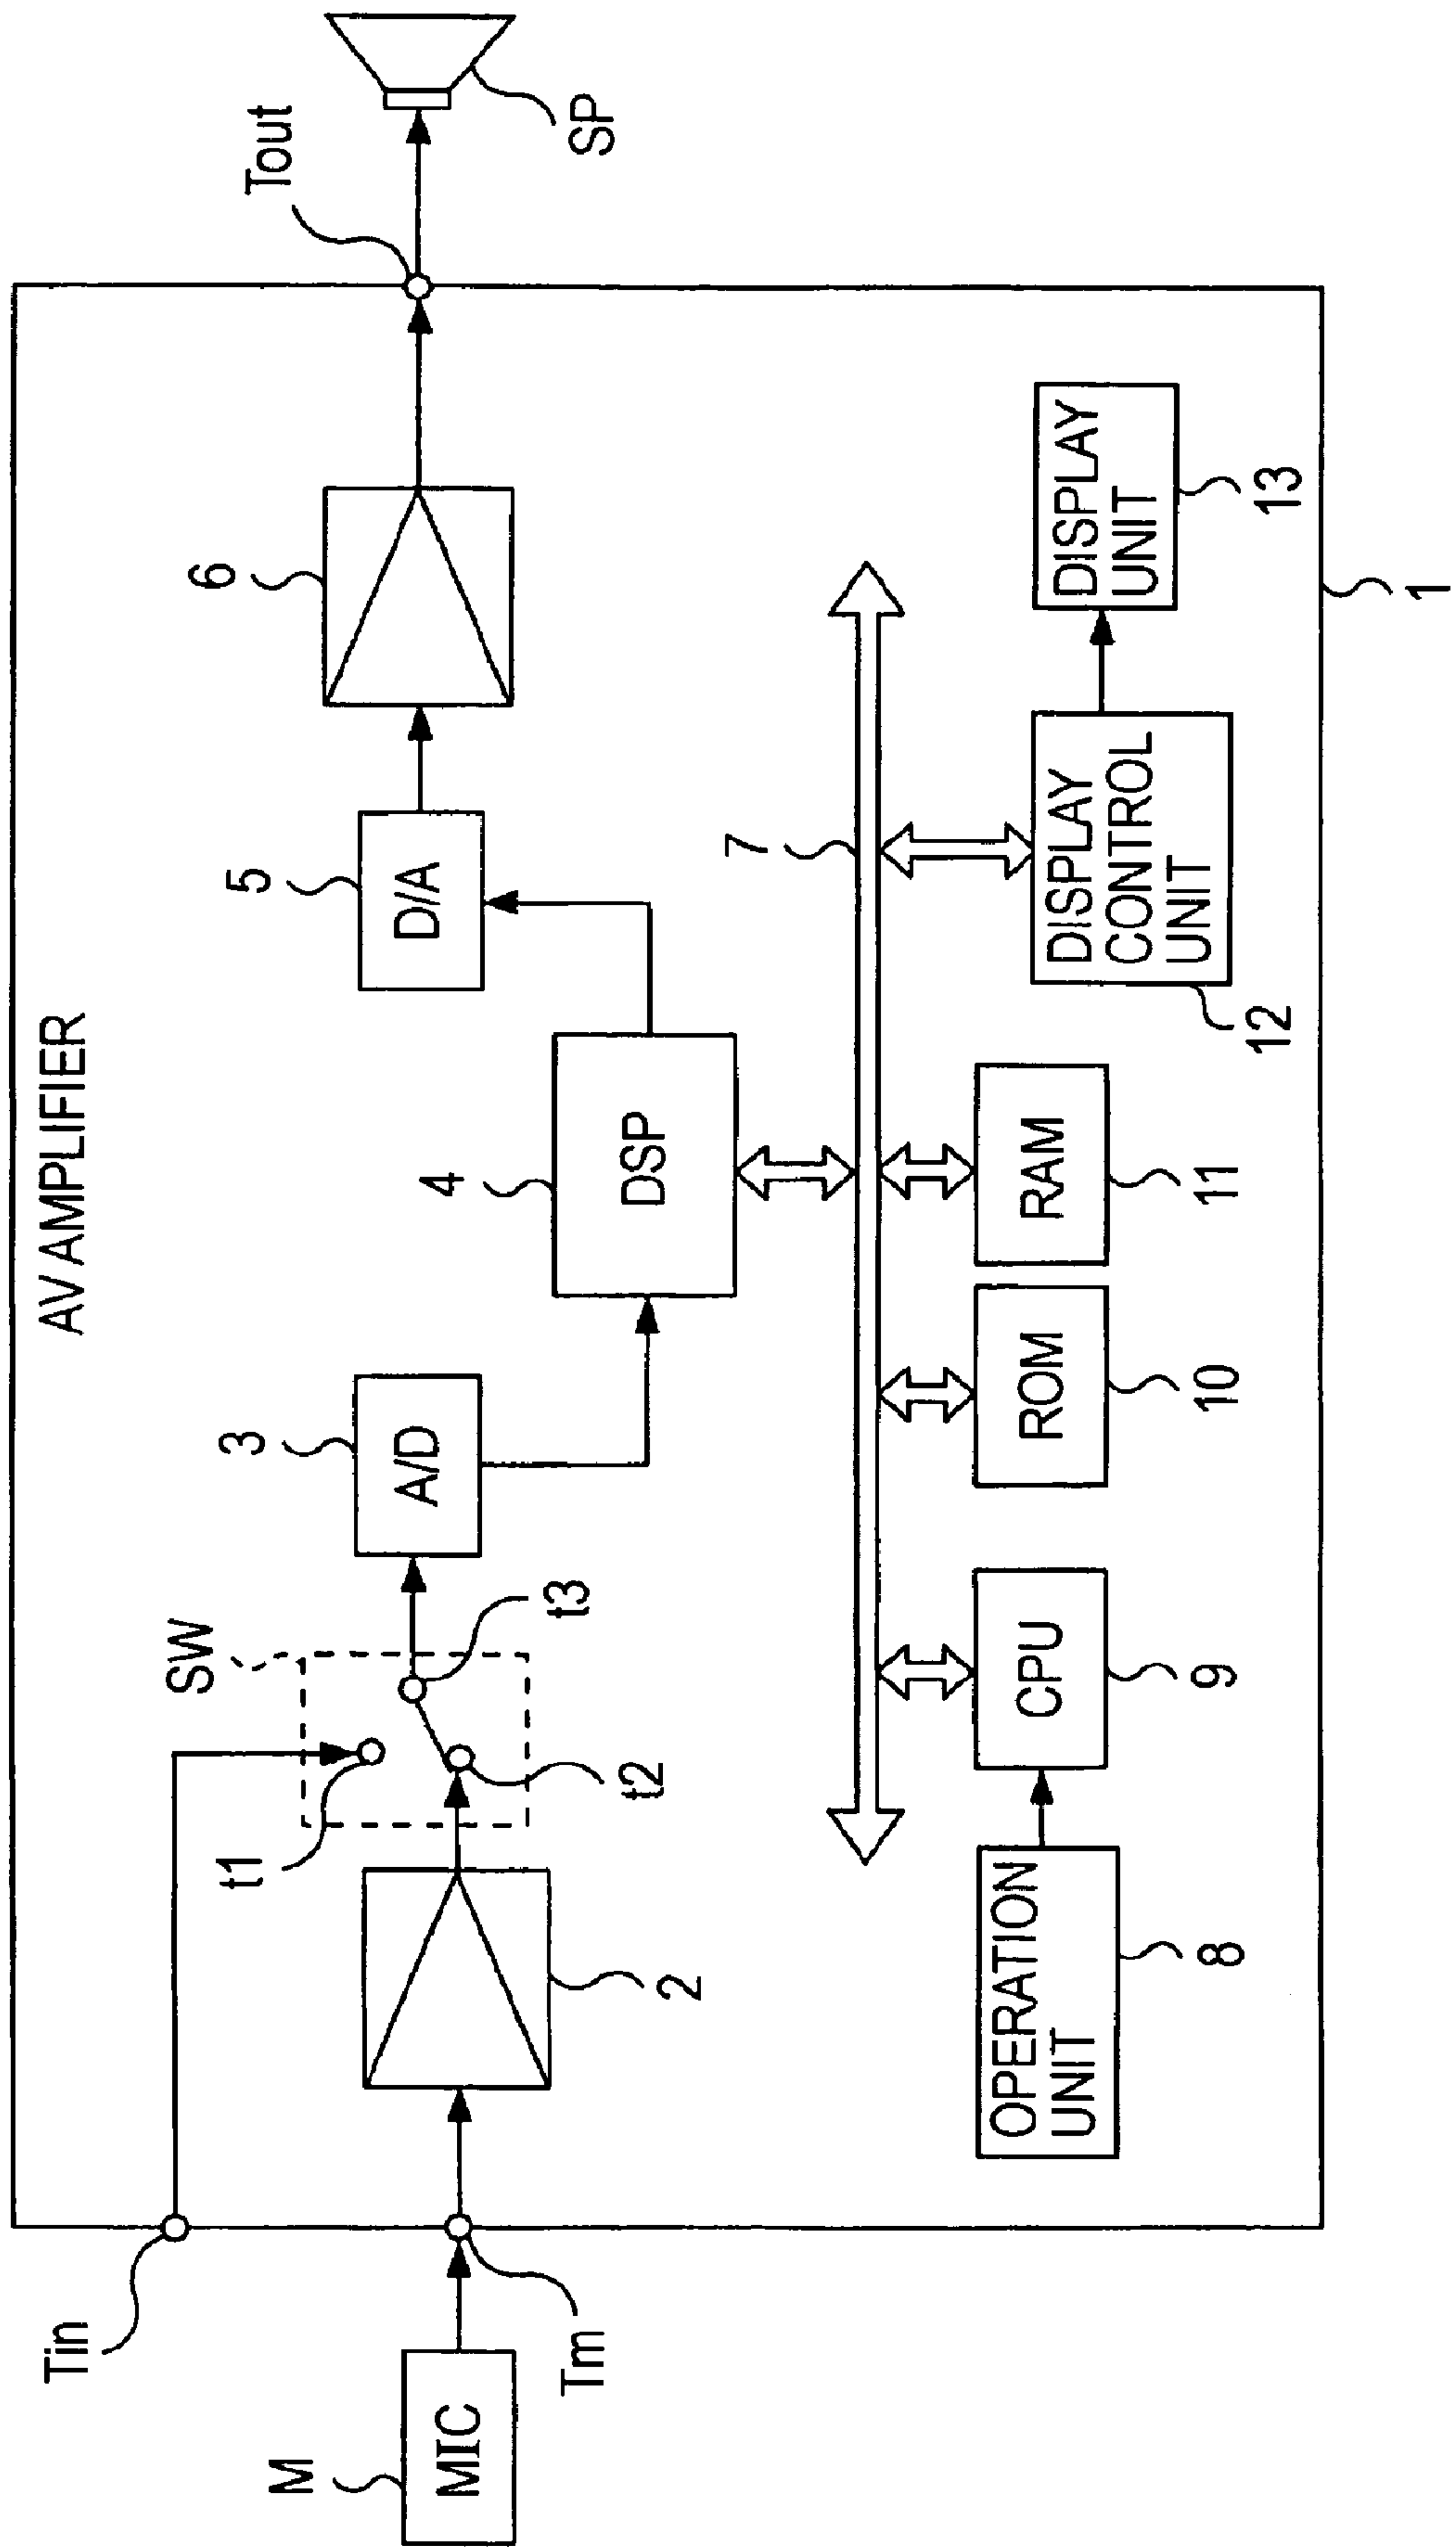 AV AMPLIFIER
Tin
M
MIC
Tm
2
t1
SW
t2
t3
3
A/D
4
DSP
5
D/A
6
Tout
SP
7
OPERATION
UNIT
8
CPU
9
ROM
10
RAM
11
DISPLAY
CONTROL
UNIT
12
DISPLAY
UNIT
13
1